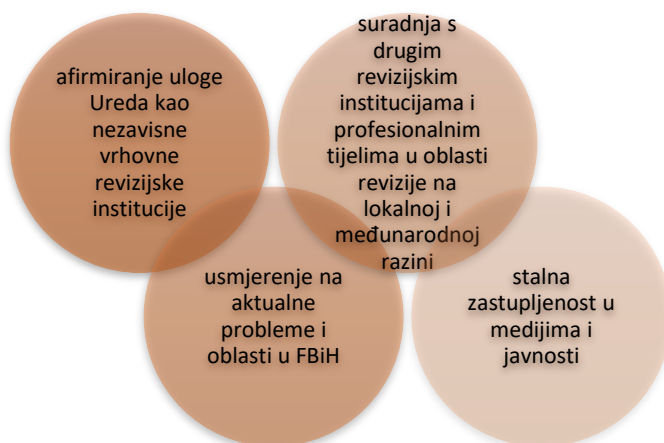 afirmiranje uloge
Ureda kao
nezavisne
vrhovne
revizijske
institucije
suradnja s
drugim
revizijskim
institucijama i
profesionalnim
tijelima u oblasti
revizije na
lokalnoj i
međunarodnoj
razini
usmjerenje na
aktualne
probleme i
oblasti u FBiH
stalna
zastupljenost u
medijima i
javnosti